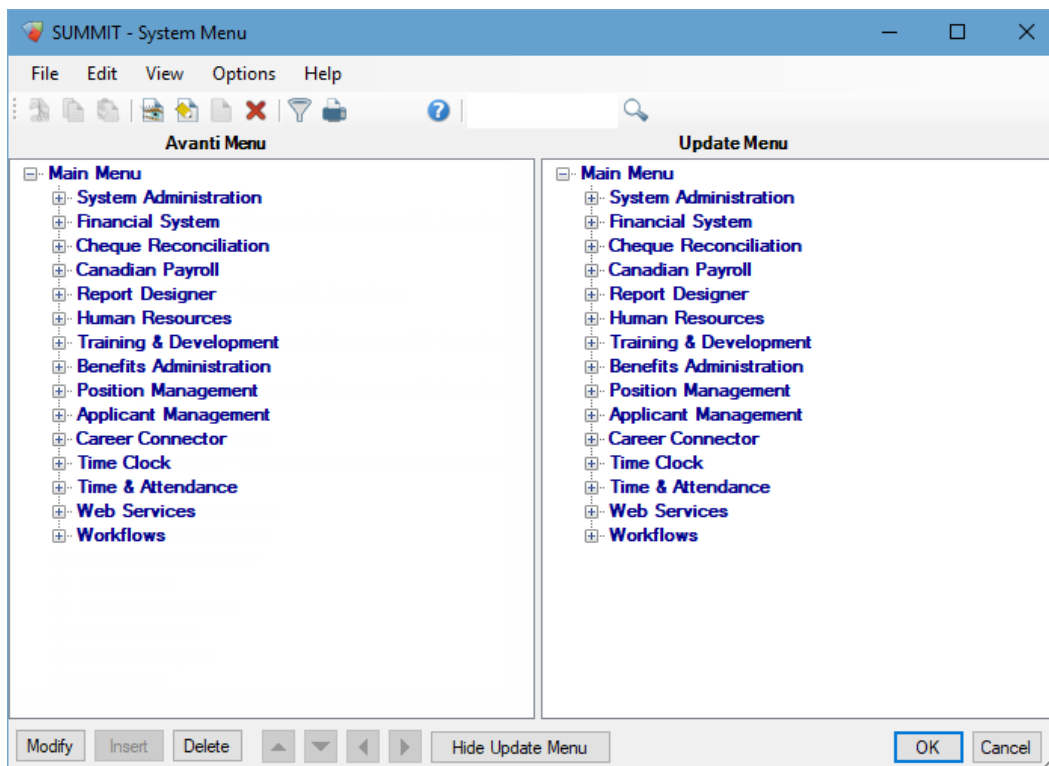 SUMMIT - System Menu
File Edit View Options Help
Avanti Menu
Update Menu
Main Menu
System Administration
Financial System
Cheque Reconciliation
Canadian Payroll
Report Designer
Human Resources
Training & Development
Benefits Administration
Position Management
Applicant Management
Career Connector
Time Clock
Time & Attendance
Web Services
Workflows
Main Menu
System Administration
Financial System
Cheque Reconciliation
Canadian Payroll
Report Designer
Human Resources
Training & Development
Benefits Administration
Position Management
Applicant Management
Career Connector
Time Clock
Time & Attendance
Web Services
Workflows
Modify Insert Delete Hide Update Menu OK Cancel